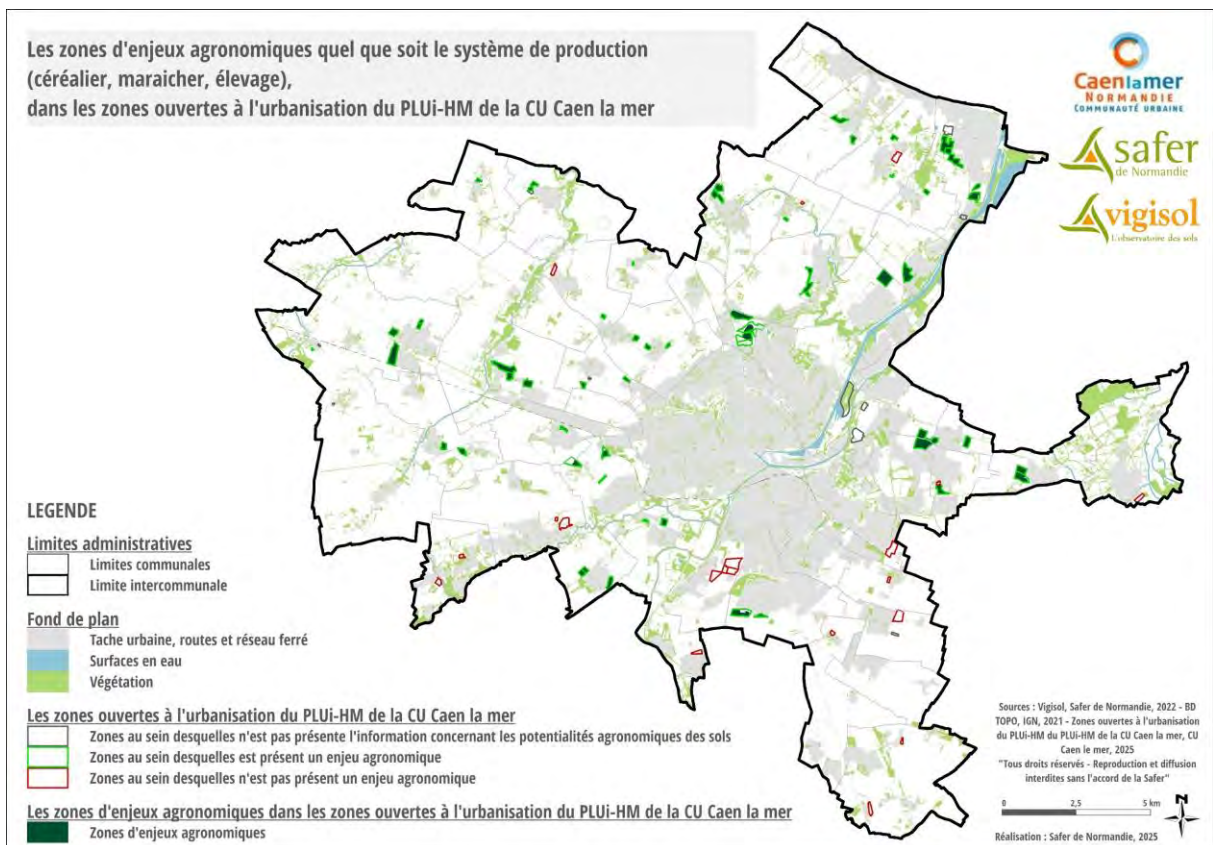 Les zones d'enjeux agronomiques quel que soit le système de production
(céréalier, maraicher, élevage),
dans les zones ouvertes à l'urbanisation du PLUi-HM de la CU Caen la mer
Caenlamer
NORMANDIE
COMMUNAUTÉ URBAINE
safer
de Normandie
vigisol
L'observatoire des sols
LEGENDE
Limites administratives
Limites communales
Limite intercommunale
Fond de plan
Tache urbaine, routes et réseau ferré
Surfaces en eau
Végétation
Les zones ouvertes à l'urbanisation du PLUi-HM de la CU Caen la mer
Zones au sein desquelles n'est pas présente l'information concernant les potentialités agronomiques des sols
Zones au sein desquelles est présent un enjeu agronomique
Zones au sein desquelles n'est pas présent un enjeu agronomique
Les zones d'enjeux agronomiques dans les zones ouvertes à l'urbanisation du PLUi-HM de la CU Caen la mer
Zones d'enjeux agronomiques
Sources : Vigisol, Safer de Normandie, 2022 - BD
TOPO, IGN, 2021 - Zones ouvertes à l'urbanisation
du PLUi-HM du PLUi-HM de la CU Caen la mer, CU
Caen le mer, 2025
"Tous droits réservés - Reproduction et diffusion
interdites sans l'accord de la Safer"
0 2,5 5 km
N
Réalisation : Safer de Normandie, 2025